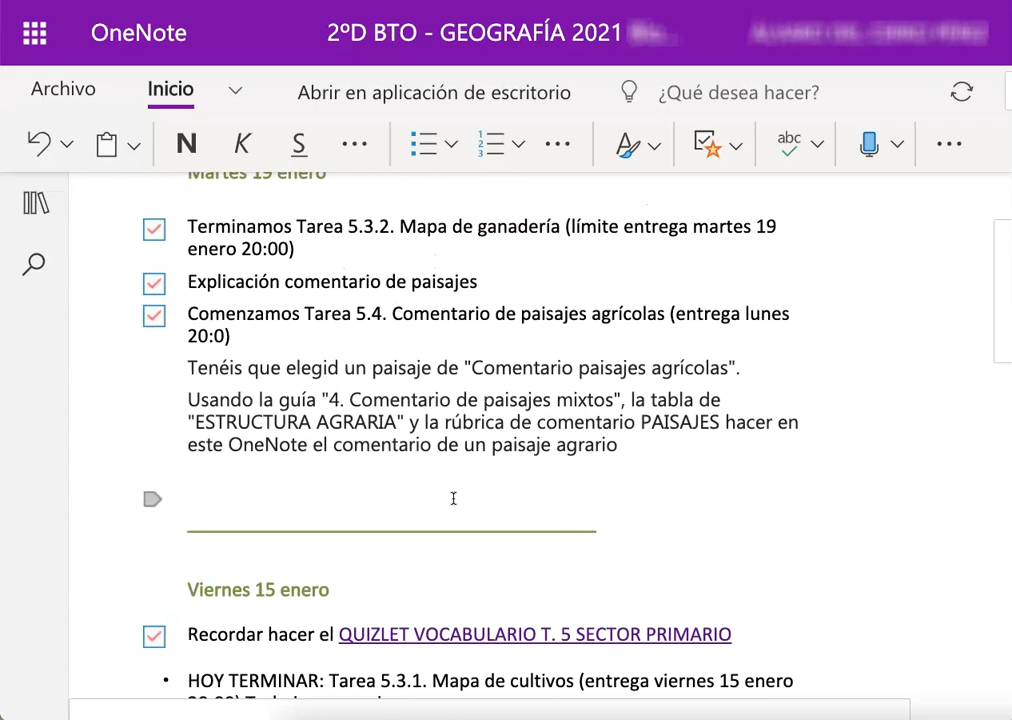 OneNote
2ºD BTO - GEOGRAFÍA 2021
Archivo
Inicio
Abrir en aplicación de escritorio
¿Qué desea hacer?
N K S
abc
Martes 19 enero
Terminamos Tarea 5.3.2. Mapa de ganadería (límite entrega martes 19
enero 20:00)
Explicación comentario de paisajes
Comenzamos Tarea 5.4. Comentario de paisajes agrícolas (entrega lunes
20:0)
Tenéis que elegid un paisaje de "Comentario paisajes agrícolas".
Usando la guía "4. Comentario de paisajes mixtos", la tabla de
"ESTRUCTURA AGRARIA" y la rúbrica de comentario PAISAJES hacer en
este OneNote el comentario de un paisaje agrario
Viernes 15 enero
Recordar hacer el QUIZLET VOCABULARIO T. 5 SECTOR PRIMARIO
• HOY TERMINAR: Tarea 5.3.1. Mapa de cultivos (entrega viernes 15 enero